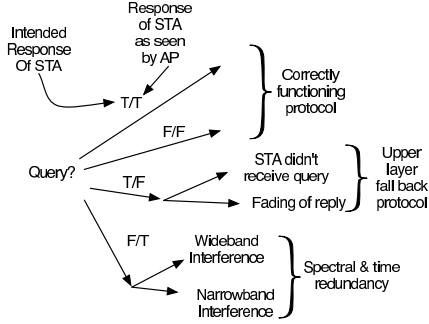 Response
of STA
as seen
by AP
Intended
Response
Of STA
T/T
Correctly
functioning
protocol
F/F
Query?
T/F
STA didn't
receive query
Fading of reply
Upper
layer
fall back
protocol
F/T
Wideband
Interference
Narrowband
Interference
Spectral & time
redundancy